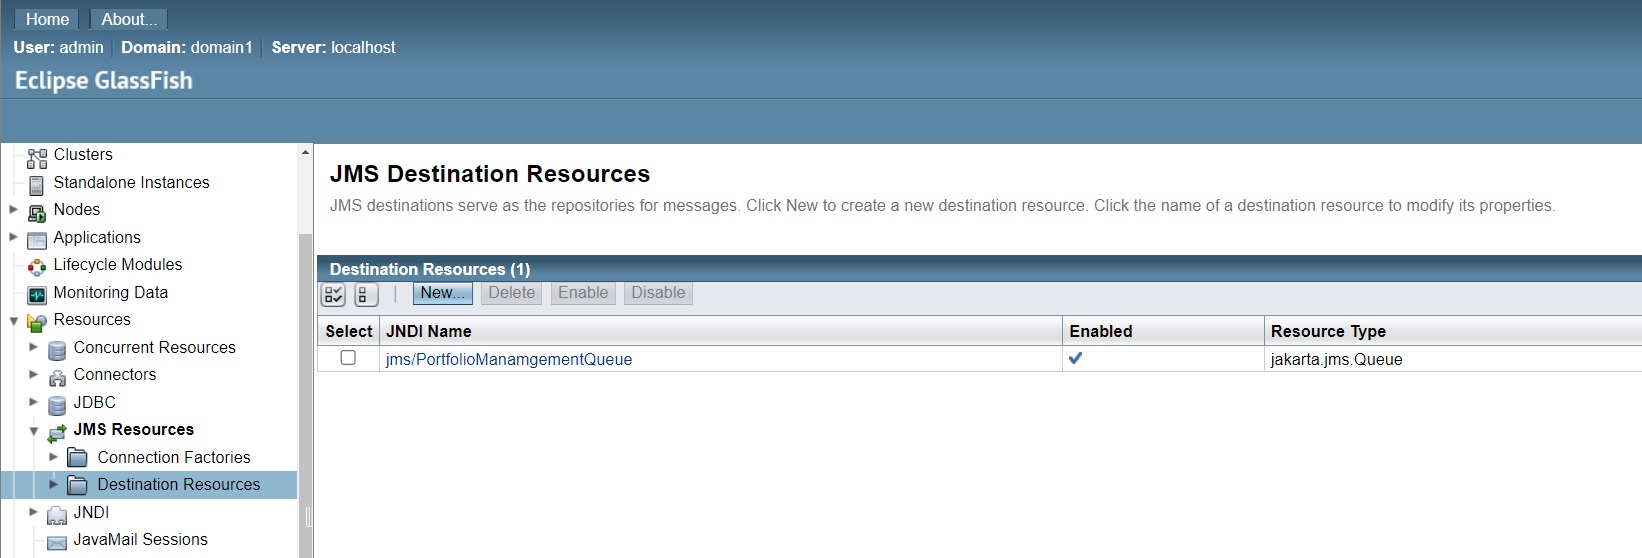 Home About...
User: admin Domain: domain1 Server: localhost
Eclipse GlassFish
Clusters
Standalone Instances
Nodes
Applications
Lifecycle Modules
Monitoring Data
Resources
Concurrent Resources
Connectors
JDBC
JMS Resources
Connection Factories
Destination Resources
JNDI
JavaMail Sessions
JMS Destination Resources
JMS destinations serve as the repositories for messages. Click New to create a new destination resource. Click the name of a destination resource to modify its properties.
Destination Resources (1)
New... Delete Enable Disable
Select JNDI Name Enabled Resource Type
jms/PortfolioManamgementQueue jakarta.jms.Queue